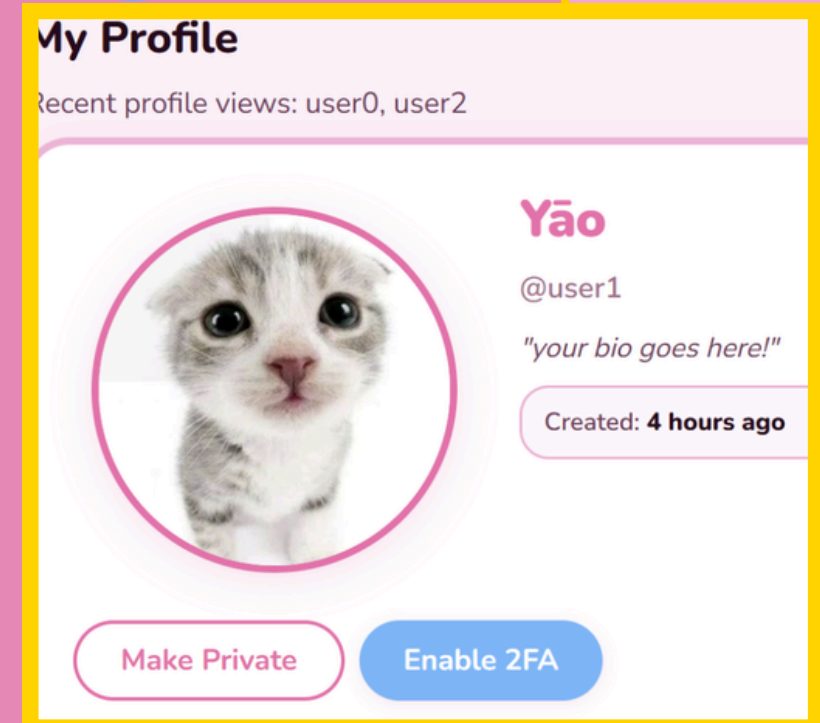 My Profile
Recent profile views: user0, user2
Yāo
@user1
"your bio goes here!"
Created: 4 hours ago
Make Private
Enable 2FA